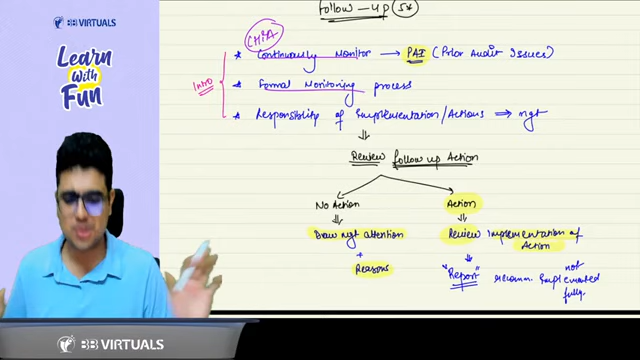 BB VIRTUALS
Learn
With
Fun
Follow-up 5*
CHIA
Intro
* Continuously Monitor → PAI (Prior Audit Issues)
* Formal Monitoring process
* Responsibility of Implementation/Actions ⇒ mgt
⇓
Review follow up Action
No Action Action
⇓ ⇓
Draw mgt attention Review implementation of Action
+ ⇓
Reasons "Report" recomm. implemented not fully.
BB VIRTUALS